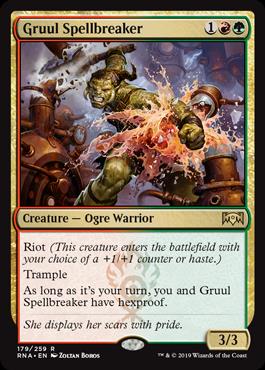 Gruul Spellbreaker 1
Creature — Ogre Warrior
Riot (This creature enters the battlefield with
your choice of a +1/+1 counter or haste.)
Trample
As long as it's your turn, you and Gruul
Spellbreaker have hexproof.
She displays her scars with pride.
3/3
179/259 R
RNA • EN Zoltan Boros ™ & © 2019 Wizards of the Coast